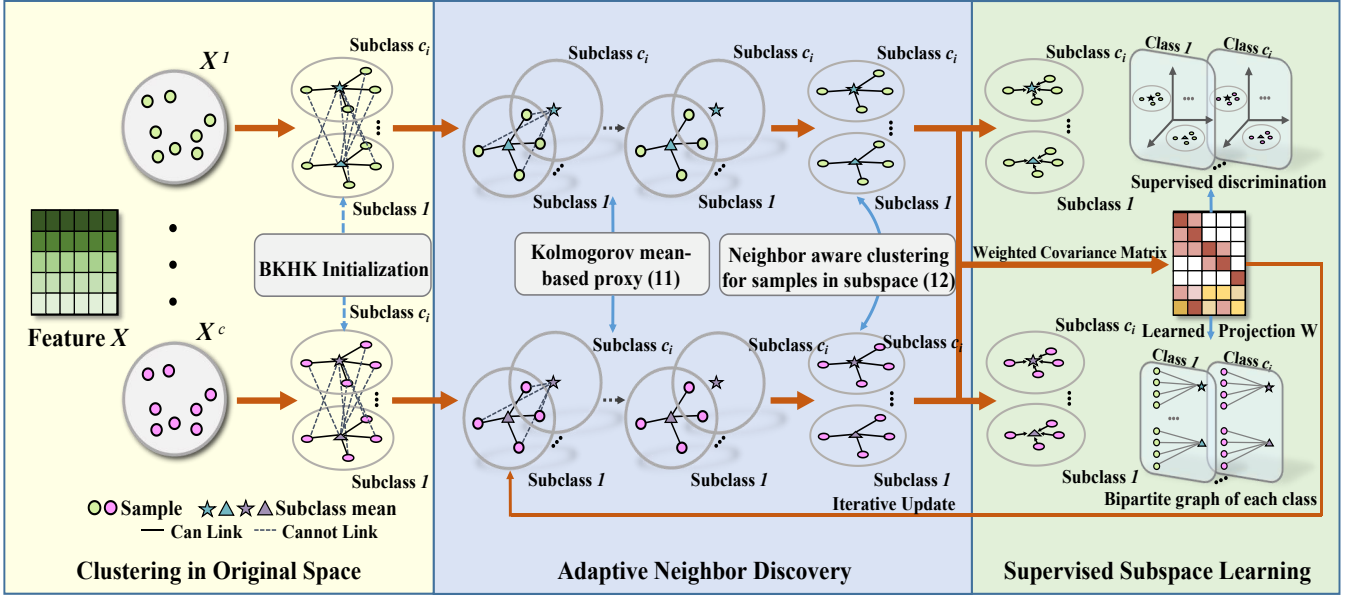 X 1
Subclass ci
Subclass 1
BKHK Initialization
Feature X
X c
Subclass ci
Subclass 1
Sample
Subclass mean
Can Link
Cannot Link
Clustering in Original Space
Subclass ci
Subclass ci
Subclass ci
Subclass 1
Subclass 1
Subclass 1
Kolmogorov mean-
based proxy (11)
Neighbor aware clustering
for samples in subspace (12)
Subclass ci
Subclass ci
Subclass ci
Subclass 1
Subclass 1
Subclass 1
Iterative Update
Adaptive Neighbor Discovery
Subclass 1
Class 1
Class ci
...
...
...
Supervised discrimination
Weighted Covariance Matrix
Learned
Projection W
Subclass ci
Subclass 1
Class 1
Class ci
...
...
Bipartite graph of each class
Supervised Subspace Learning